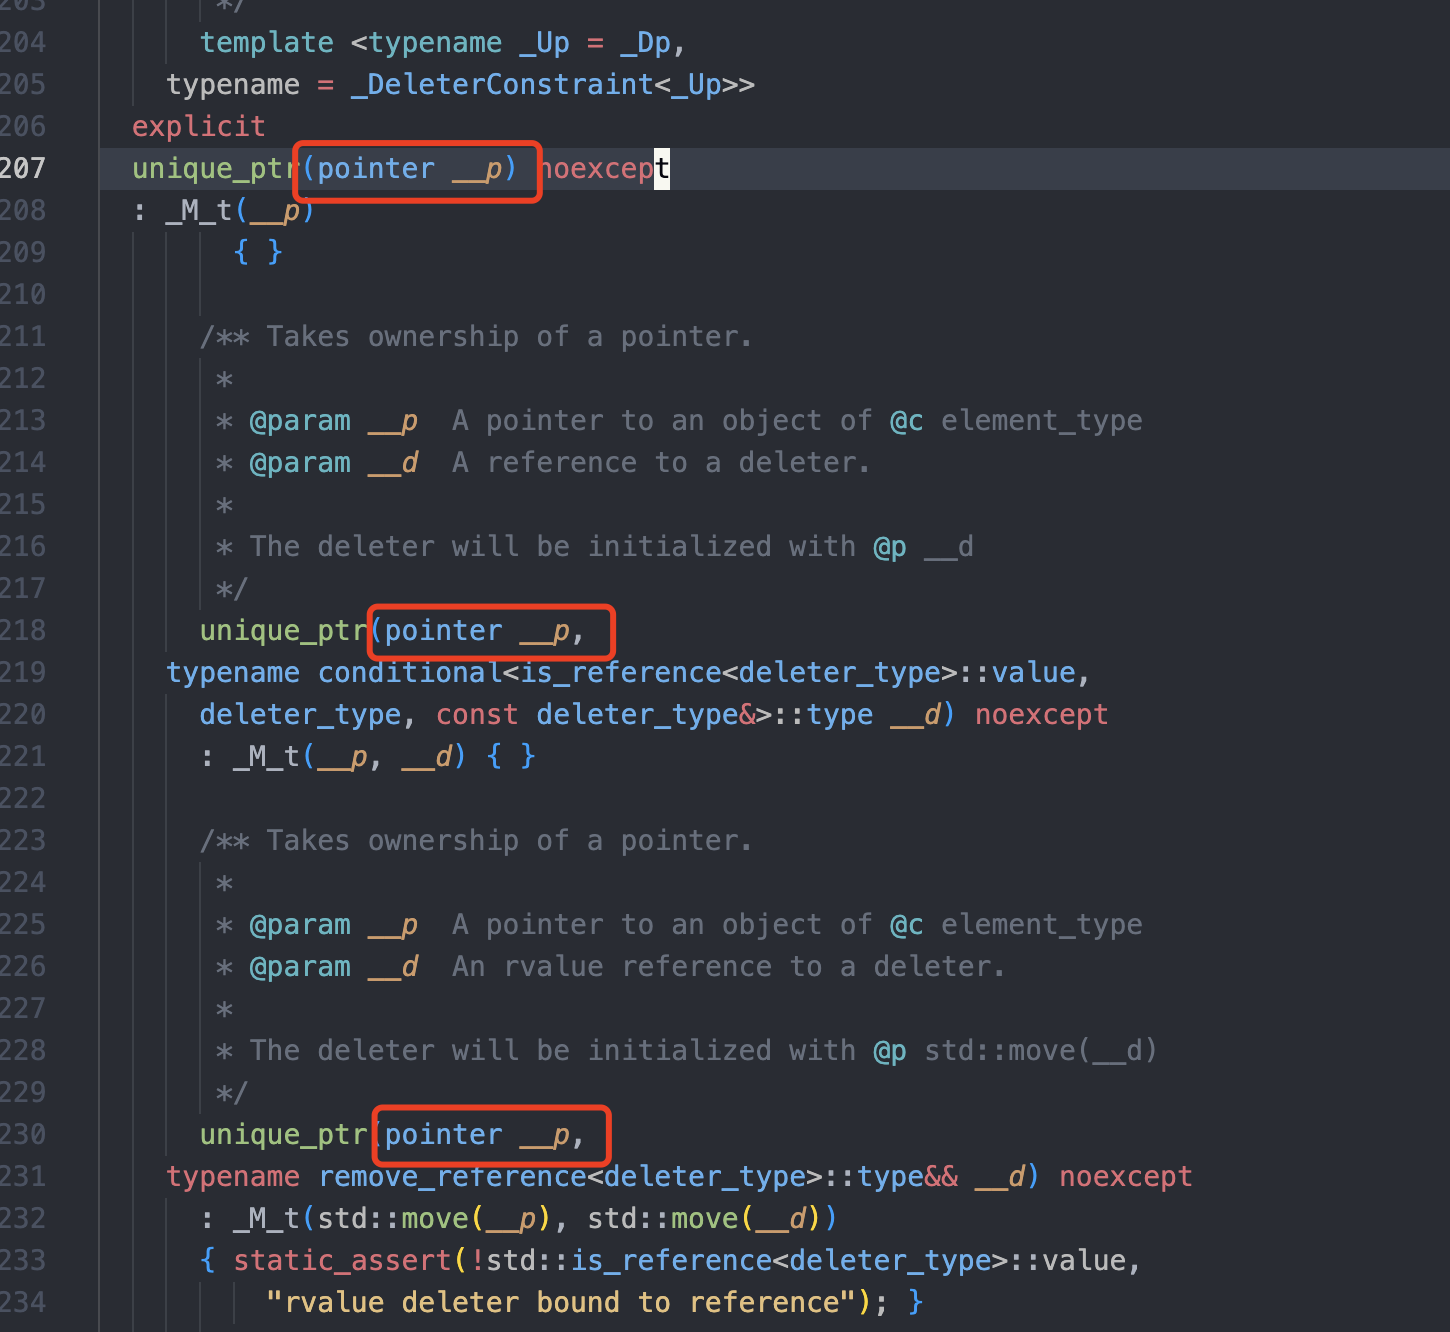 203 */
204 template <typename _Up = _Dp,
205 typename = _DeleterConstraint<_Up>>
206 explicit
207 unique_ptr(pointer __p) noexcept
208 : _M_t(__p)
209 { }
210
211 /** Takes ownership of a pointer.
212 *
213 * @param __p A pointer to an object of @c element_type
214 * @param __d A reference to a deleter.
215 *
216 * The deleter will be initialized with @p __d
217 */
218 unique_ptr(pointer __p,
219 typename conditional<is_reference<deleter_type>::value,
220 deleter_type, const deleter_type&>::type __d) noexcept
221 : _M_t(__p, __d) { }
222
223 /** Takes ownership of a pointer.
224 *
225 * @param __p A pointer to an object of @c element_type
226 * @param __d An rvalue reference to a deleter.
227 *
228 * The deleter will be initialized with @p std::move(__d)
229 */
230 unique_ptr(pointer __p,
231 typename remove_reference<deleter_type>::type&& __d) noexcept
232 : _M_t(std::move(__p), std::move(__d))
233 { static_assert(!std::is_reference<deleter_type>::value,
234 "rvalue deleter bound to reference"); }